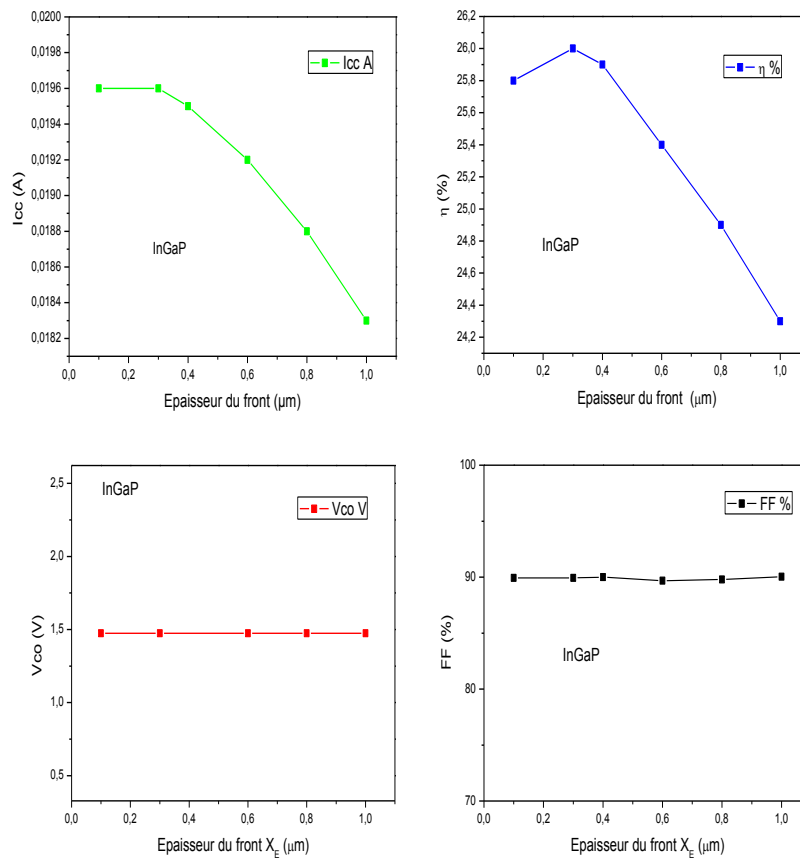 0,0200
0,0198
0,0196
0,0194
0,0192
0,0190
0,0188
0,0186
0,0184
0,0182
Icc (A)
Icc A
InGaP
0,0 0,2 0,4 0,6 0,8 1,0
Epaisseur du front (μm)
26,2
26,0
25,8
25,6
25,4
25,2
25,0
24,8
24,6
24,4
24,2
η (%)
η %
InGaP
0,0 0,2 0,4 0,6 0,8 1,0
Epaisseur du front (μm)
2,5
2,0
1,5
1,0
0,5
Vco (V)
InGaP
Vco V
0,0 0,2 0,4 0,6 0,8 1,0
Epaisseur du front X_E (μm)
100
90
80
70
FF (%)
FF %
InGaP
0,0 0,2 0,4 0,6 0,8 1,0
Epaisseur du front X_E (μm)